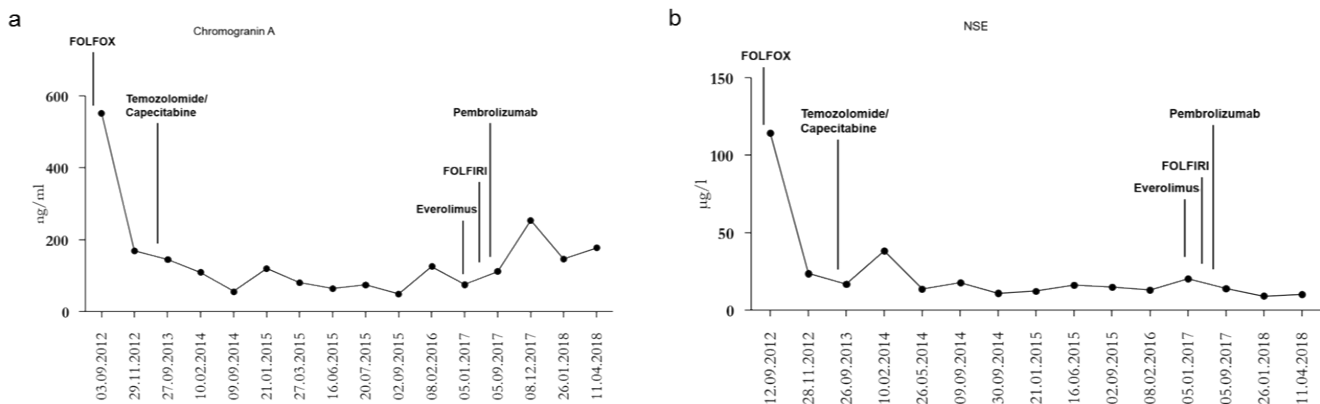 a
Chromogranin A
FOLFOX
Temozolomide/
Capecitabine
Pembrolizumab
FOLFIRI
Everolimus
ng/ml
600
400
200
0
03.09.2012
29.11.2012
27.09.2013
10.02.2014
09.09.2014
21.01.2015
27.03.2015
16.06.2015
20.07.2015
02.09.2015
08.02.2016
05.01.2017
05.09.2017
08.12.2017
26.01.2018
11.04.2018
b
NSE
FOLFOX
Temozolomide/
Capecitabine
Pembrolizumab
FOLFIRI
Everolimus
µg/l
150
100
50
0
12.09.2012
28.11.2012
26.09.2013
10.02.2014
26.05.2014
09.09.2014
30.09.2014
21.01.2015
16.06.2015
02.09.2015
08.02.2016
05.01.2017
05.09.2017
26.01.2018
11.04.2018